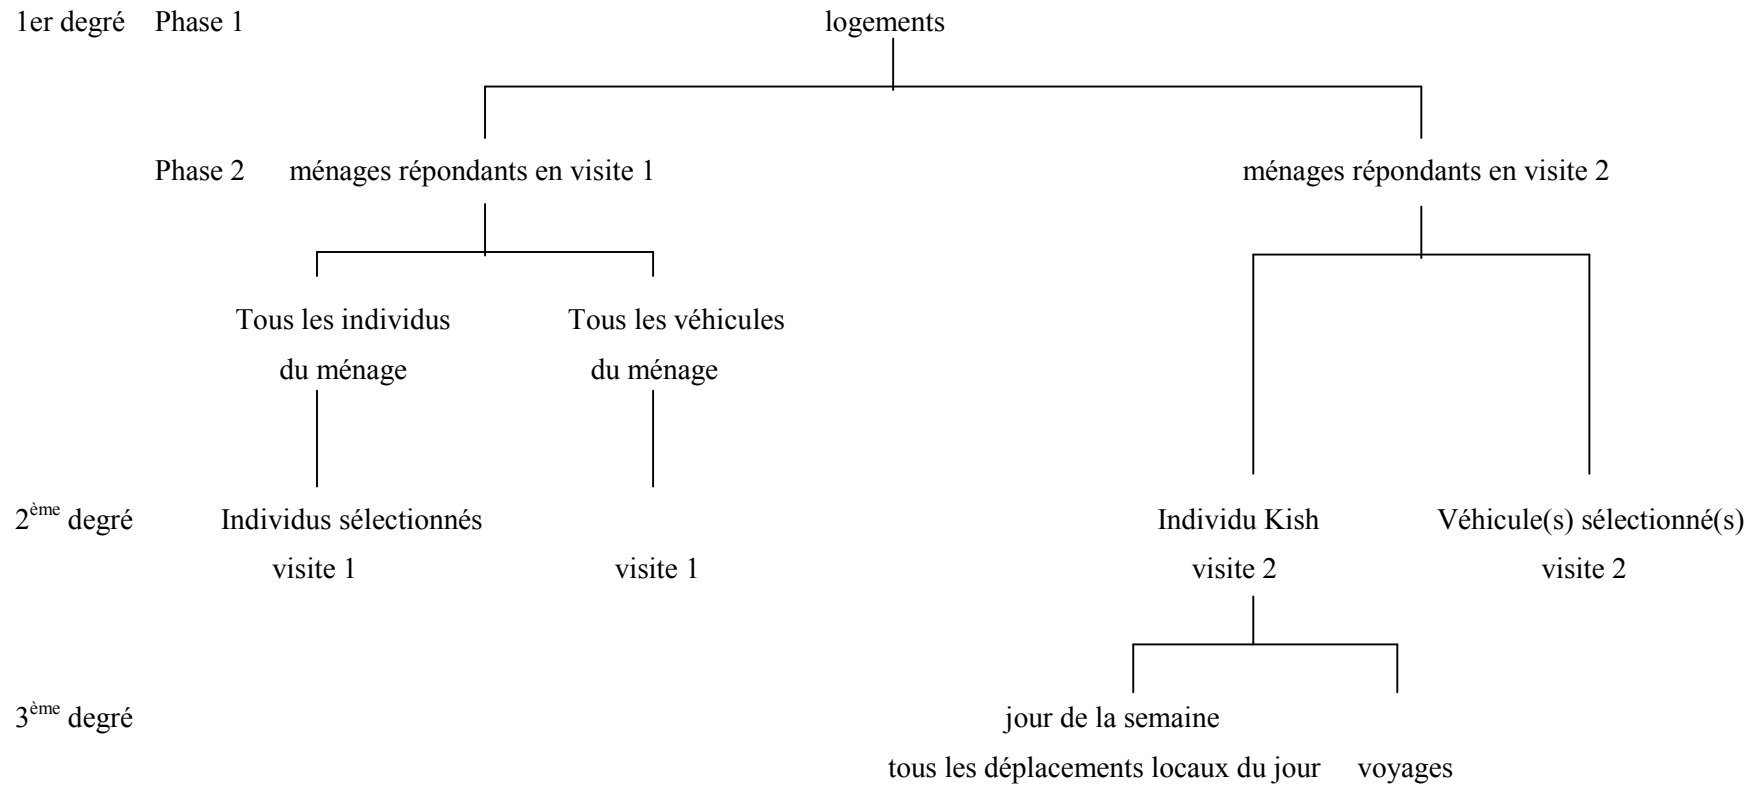 1er degré Phase 1 logements
Phase 2 ménages répondants en visite 1 ménages répondants en visite 2
Tous les individus Tous les véhicules
du ménage du ménage
2ème degré Individus sélectionnés Individu Kish Véhicule(s) sélectionné(s)
visite 1 visite 1 visite 2 visite 2
3ème degré jour de la semaine
tous les déplacements locaux du jour voyages